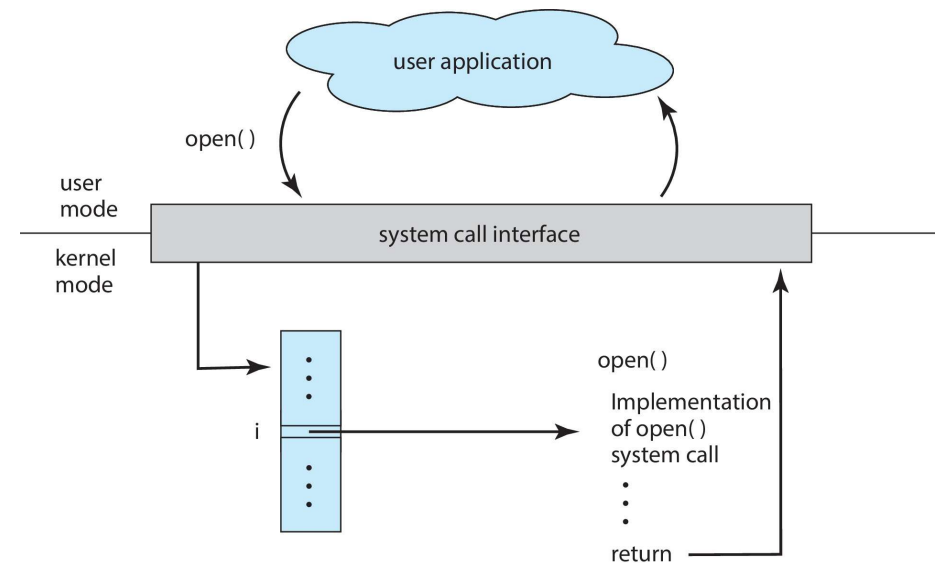 user application
open( )
user
mode
system call interface
kernel
mode
open( )
i
Implementation
of open( )
system call
return